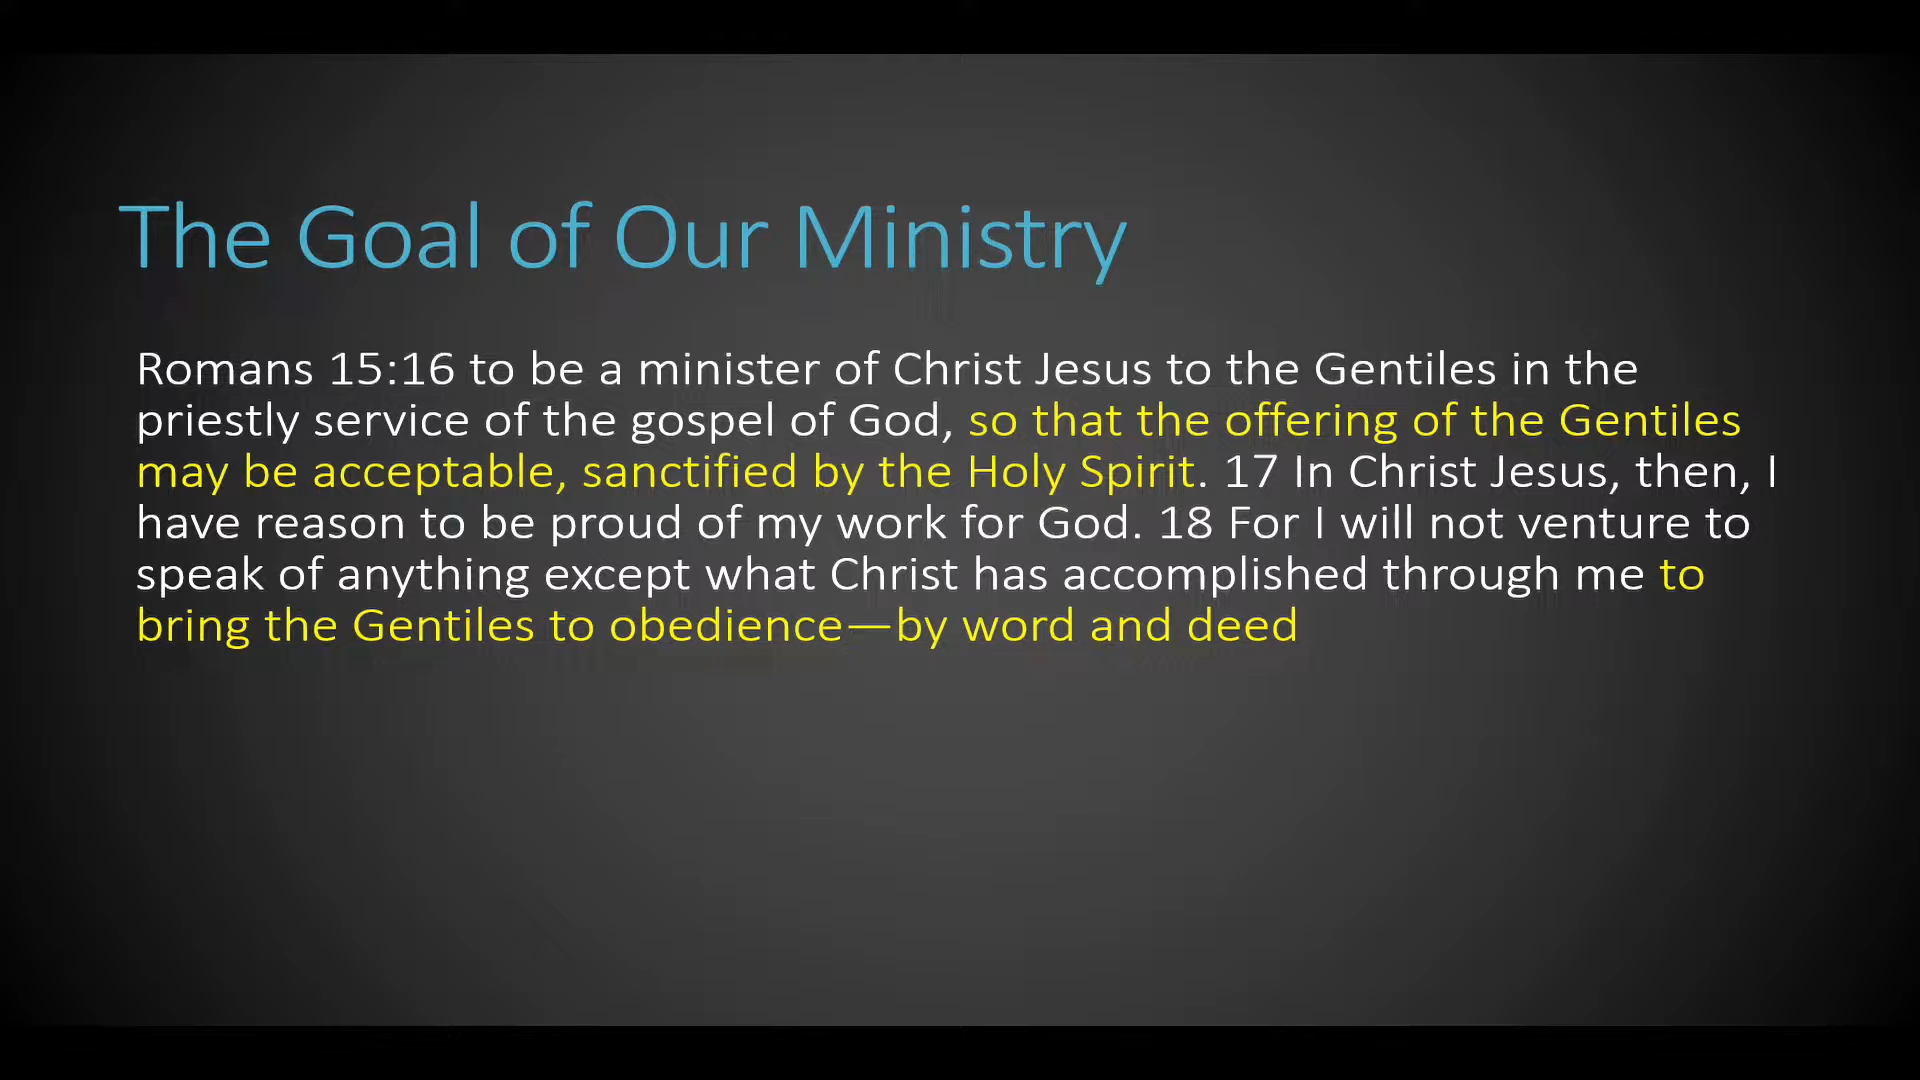 The Goal of Our Ministry
Romans 15:16 to be a minister of Christ Jesus to the Gentiles in the
priestly service of the gospel of God, so that the offering of the Gentiles
may be acceptable, sanctified by the Holy Spirit. 17 In Christ Jesus, then, I
have reason to be proud of my work for God. 18 For I will not venture to
speak of anything except what Christ has accomplished through me to
bring the Gentiles to obedience—by word and deed